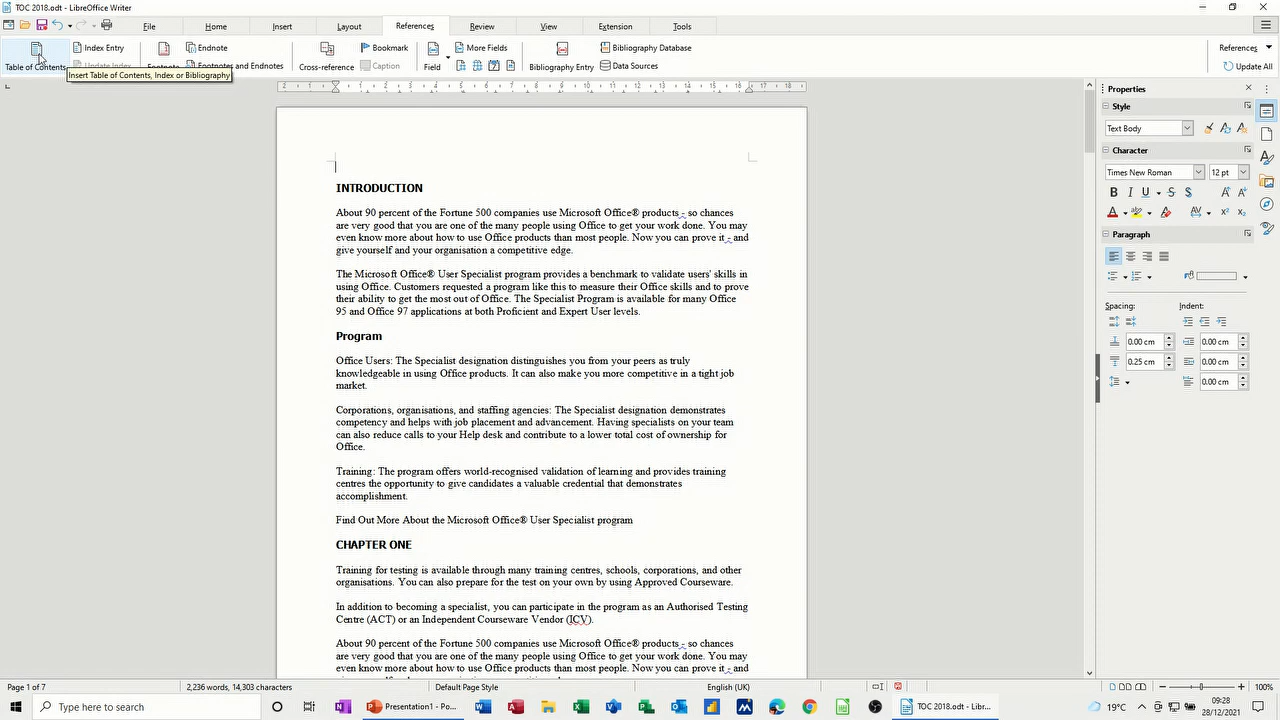 TOC 2018.odt - LibreOffice Writer
File Home Insert Layout References Review View Extension Tools
Index Entry Endnote Bookmark More Fields Bibliography Database References
Table of Contents Footnotes and Endnotes Cross-reference Caption Field Bibliography Entry Data Sources Update All
Insert Table of Contents, Index or Bibliography
2 1 1 2 3 4 5 6 7 8 9 10 11 12 13 14 15 16 17 18
Properties
Style
Text Body
Character
Times New Roman 12 pt
Paragraph
Spacing: Indent:
0.00 cm 0.00 cm
0.25 cm 0.00 cm
0.00 cm
INTRODUCTION
About 90 percent of the Fortune 500 companies use Microsoft Office® products - so chances
are very good that you are one of the many people using Office to get your work done. You may
even know more about how to use Office products than most people. Now you can prove it - and
give yourself and your organisation a competitive edge.
The Microsoft Office® User Specialist program provides a benchmark to validate users' skills in
using Office. Customers requested a program like this to measure their Office skills and to prove
their ability to get the most out of Office. The Specialist Program is available for many Office
95 and Office 97 applications at both Proficient and Expert User levels.
Program
Office Users: The Specialist designation distinguishes you from your peers as truly
knowledgeable in using Office products. It can also make you more competitive in a tight job
market.
Corporations, organisations, and staffing agencies: The Specialist designation demonstrates
competency and helps with job placement and advancement. Having specialists on your team
can also reduce calls to your Help desk and contribute to a lower total cost of ownership for
Office.
Training: The program offers world-recognised validation of learning and provides training
centres the opportunity to give candidates a valuable credential that demonstrates
accomplishment.
Find Out More About the Microsoft Office® User Specialist program
CHAPTER ONE
Training for testing is available through many training centres, schools, corporations, and other
organisations. You can also prepare for the test on your own by using Approved Courseware.
In addition to becoming a specialist, you can participate in the program as an Authorised Testing
Centre (ACT) or an Independent Courseware Vendor (ICV).
About 90 percent of the Fortune 500 companies use Microsoft Office® products - so chances
are very good that you are one of the many people using Office to get your work done. You may
even know more about how to use Office products than most people. Now you can prove it - and
Page 1 of 7 2,236 words, 14,303 characters Default Page Style English (UK) 100%
Type here to search Presentation1 - Po... TOC 2018.odt - Libr... 19°C 09:28
28/12/2021